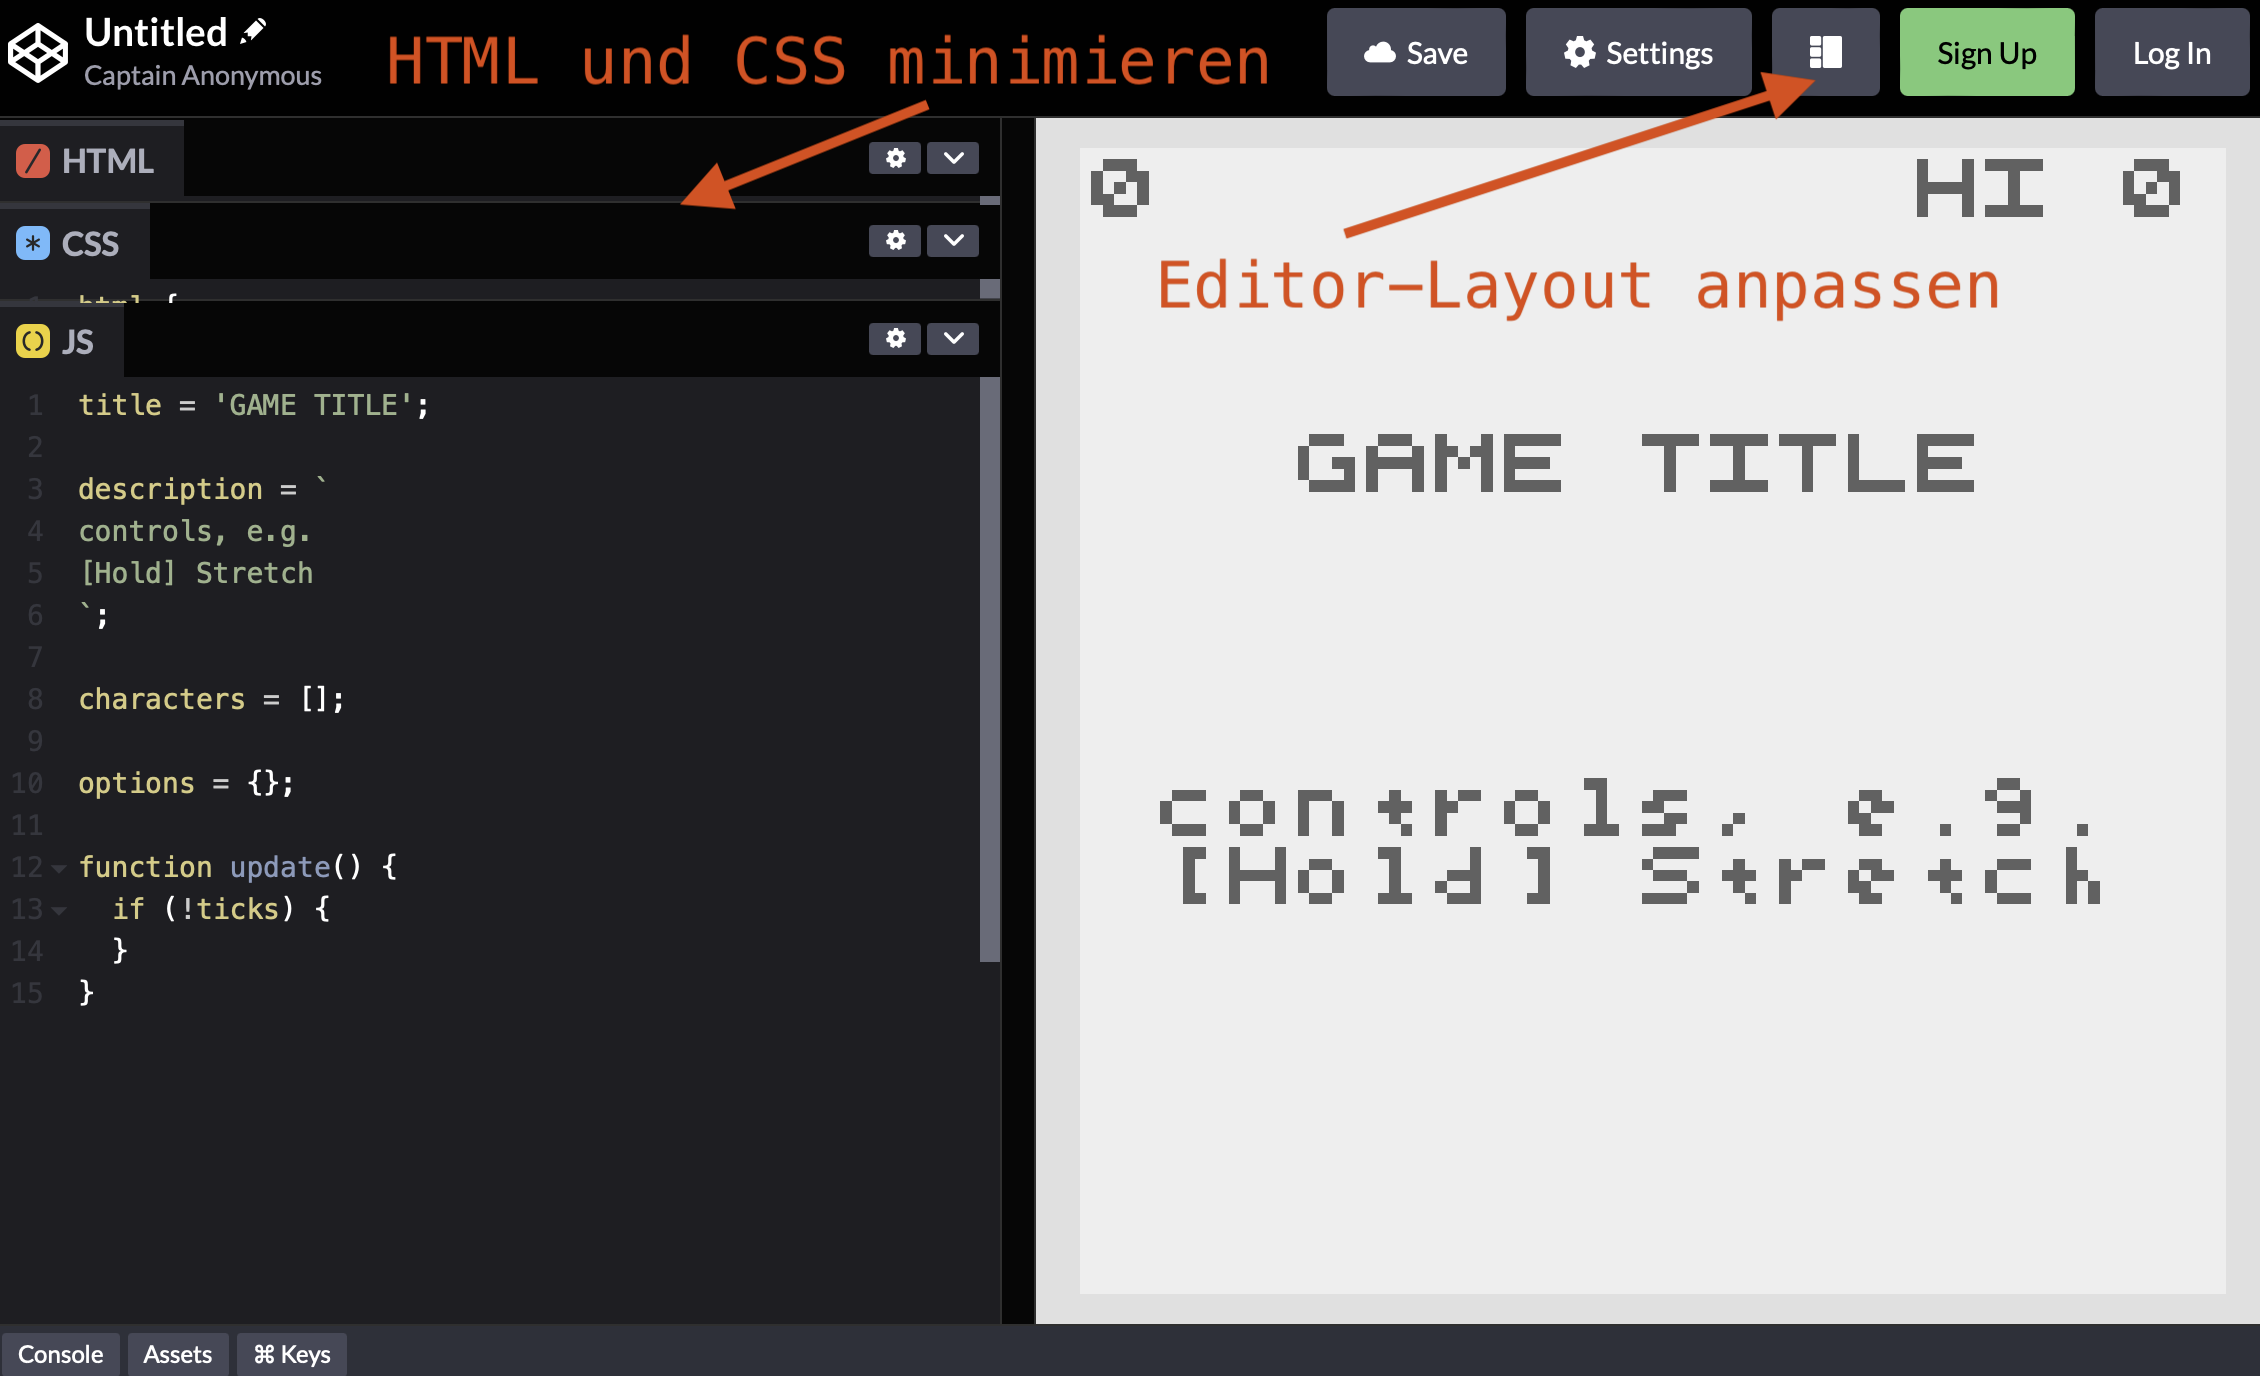 Untitled
Captain Anonymous
HTML und CSS minimieren
Save
Settings
Sign Up
Log In
HTML
CSS
1 html {
JS
1 title = 'GAME TITLE';
2
3 description = `
4 controls, e.g.
5 [Hold] Stretch
6 `;
7
8 characters = [];
9
10 options = {};
11
12 function update() {
13 if (!ticks) {
14 }
15 }
0 HI 0
Editor-Layout anpassen
GAME TITLE
controls, e.g.
[Hold] Stretch
Console
Assets
⌘ Keys